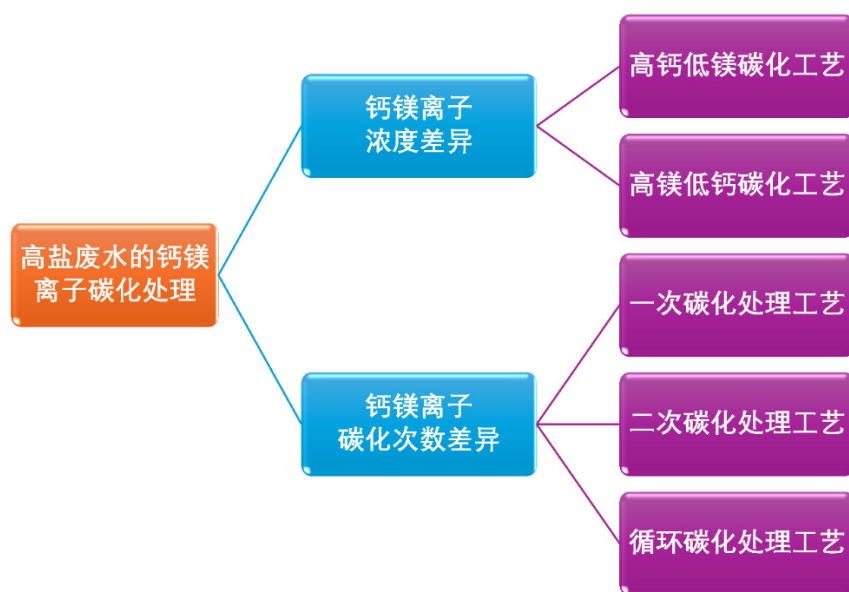 高盐废水的钙镁
离子碳化处理
钙镁离子
浓度差异
高钙低镁碳化工艺
高镁低钙碳化工艺
钙镁离子
碳化次数差异
一次碳化处理工艺
二次碳化处理工艺
循环碳化处理工艺